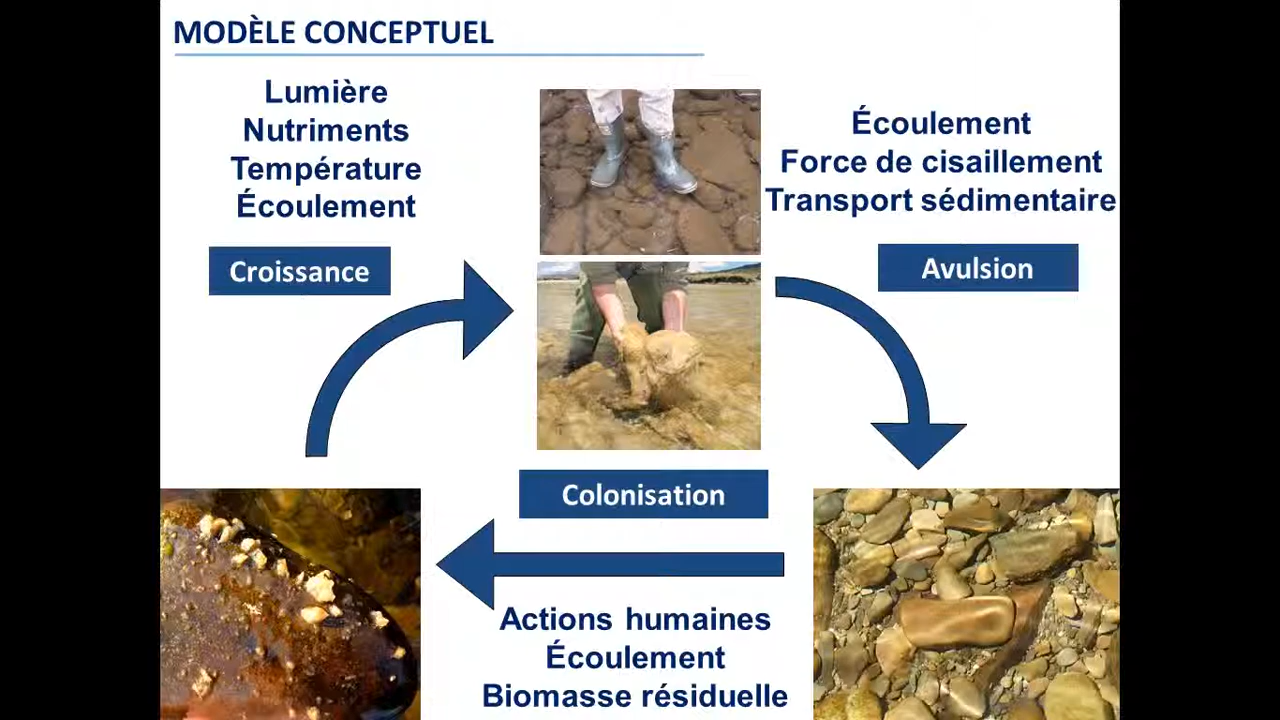 MODÈLE CONCEPTUEL
Lumière
Nutriments
Température
Écoulement
Croissance
Écoulement
Force de cisaillement
Transport sédimentaire
Avulsion
Colonisation
Actions humaines
Écoulement
Biomasse résiduelle